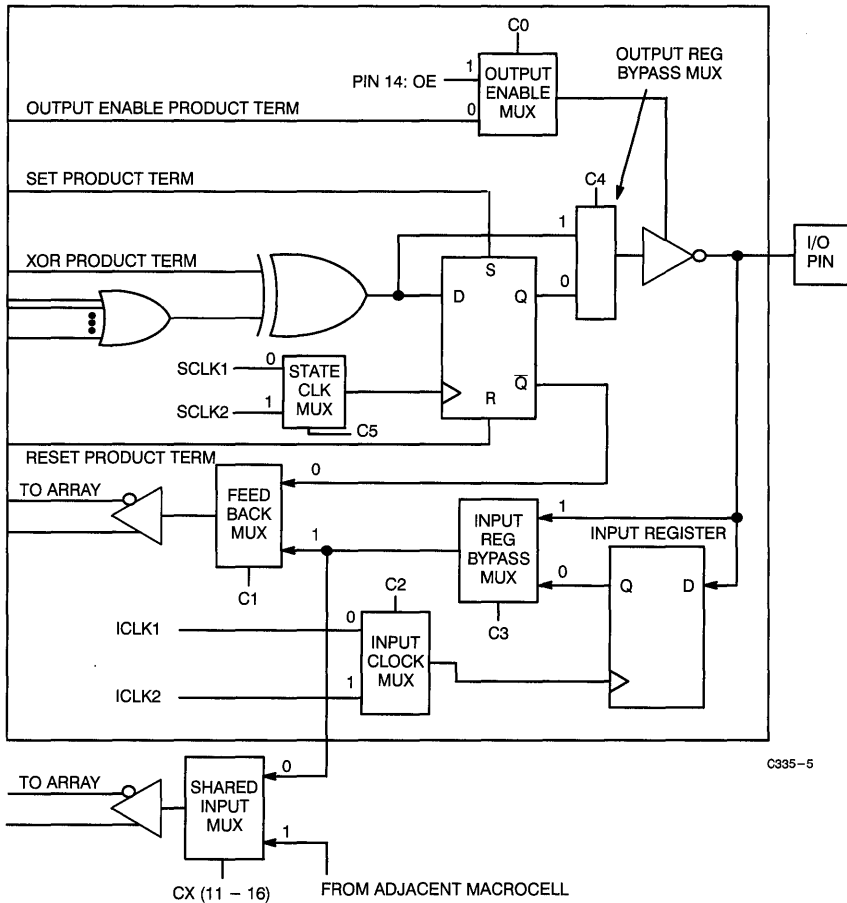 C0
OUTPUT REG
BYPASS MUX
1
PIN 14: OE
OUTPUT
ENABLE
MUX
OUTPUT ENABLE PRODUCT TERM
0
SET PRODUCT TERM
C4
1
I/O
PIN
XOR PRODUCT TERM
S
D
Q
0
SCLK1
0
STATE
CLK
MUX
Q
SCLK2
1
R
C5
RESET PRODUCT TERM
0
TO ARRAY
FEED
BACK
MUX
1
INPUT
REG
BYPASS
MUX
1
INPUT REGISTER
0
Q
D
C1
C2
C3
ICLK1
0
INPUT
CLOCK
MUX
ICLK2
1
C335–5
TO ARRAY
SHARED
INPUT
MUX
0
1
CX (11 – 16)
FROM ADJACENT MACROCELL